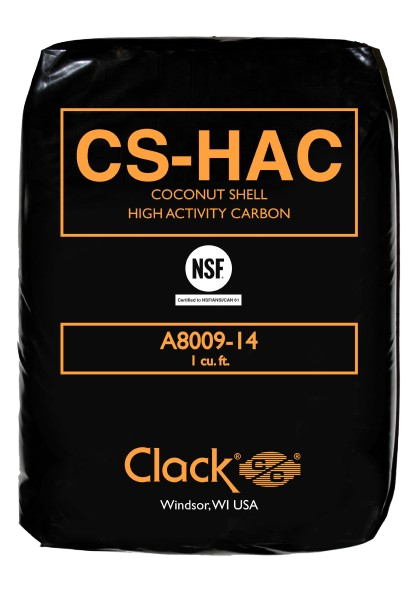 CS-HAC
COCONUT SHELL
HIGH ACTIVITY CARBON
NSF®
Certified to NSF/ANSI/CAN 61
A8009-14
1 cu. ft.
Clack® C/C®
Windsor, WI USA